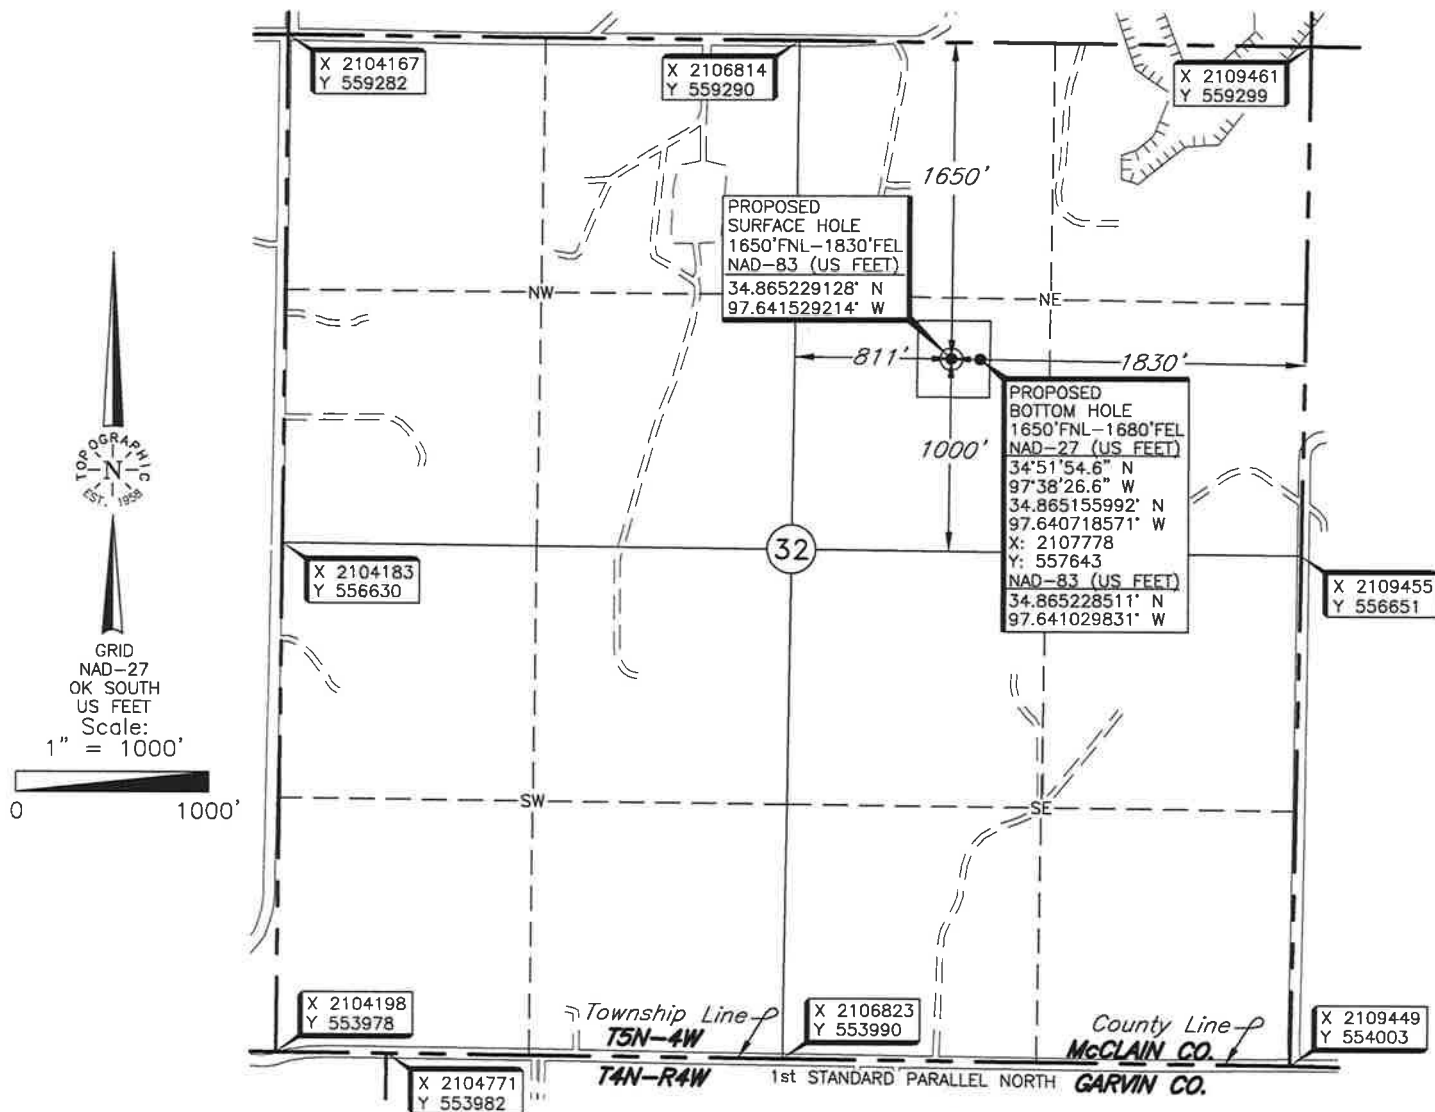 X 2104167
Y 559282
X 2106814
Y 559290
X 2109461
Y 559299
1650'
PROPOSED
SURFACE HOLE
1650'FNL-1830'FEL
NAD-83 (US FEET)
34.865229128° N
97.641529214° W
NW
NE
811'
1830'
PROPOSED
BOTTOM HOLE
1650'FNL-1680'FEL
NAD-27 (US FEET)
34°51'54.6" N
97°38'26.6" W
34.865155992° N
97.640718571° W
X: 2107778
Y: 557643
NAD-83 (US FEET)
34.865228511° N
97.641029831° W
1000'
TOPOGRAPHIC
N
EST. 1958
32
X 2104183
Y 556630
X 2109455
Y 556651
GRID
NAD-27
OK SOUTH
US FEET
Scale:
1" = 1000'
0 1000'
SW
SE
X 2104198
Y 553978
Township Line
T5N-4W
X 2106823
Y 553990
County Line
McCLAIN CO.
X 2109449
Y 554003
T4N-R4W
1st STANDARD PARALLEL NORTH
GARVIN CO.
X 2104771
Y 553982